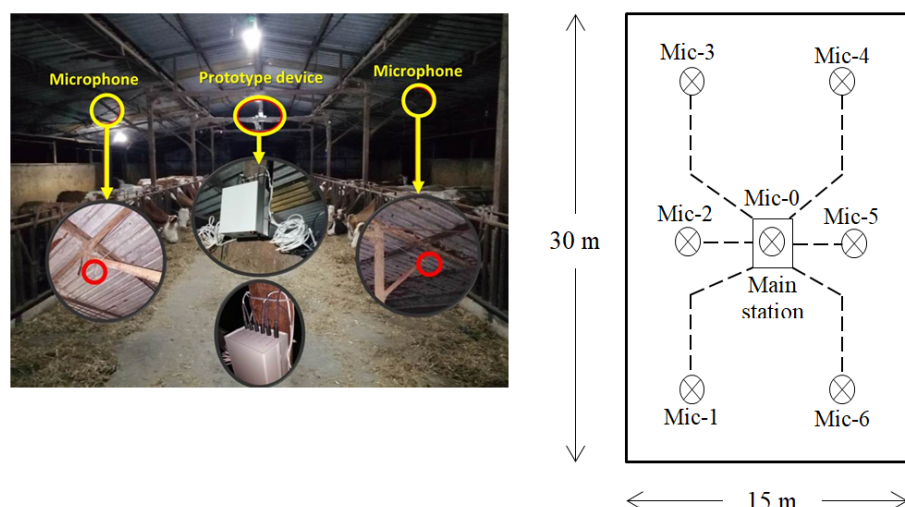 Microphone
Prototype device
Microphone
Mic-3
Mic-4
Mic-0
Mic-2
Mic-5
Main
station
Mic-1
Mic-6
30 m
15 m